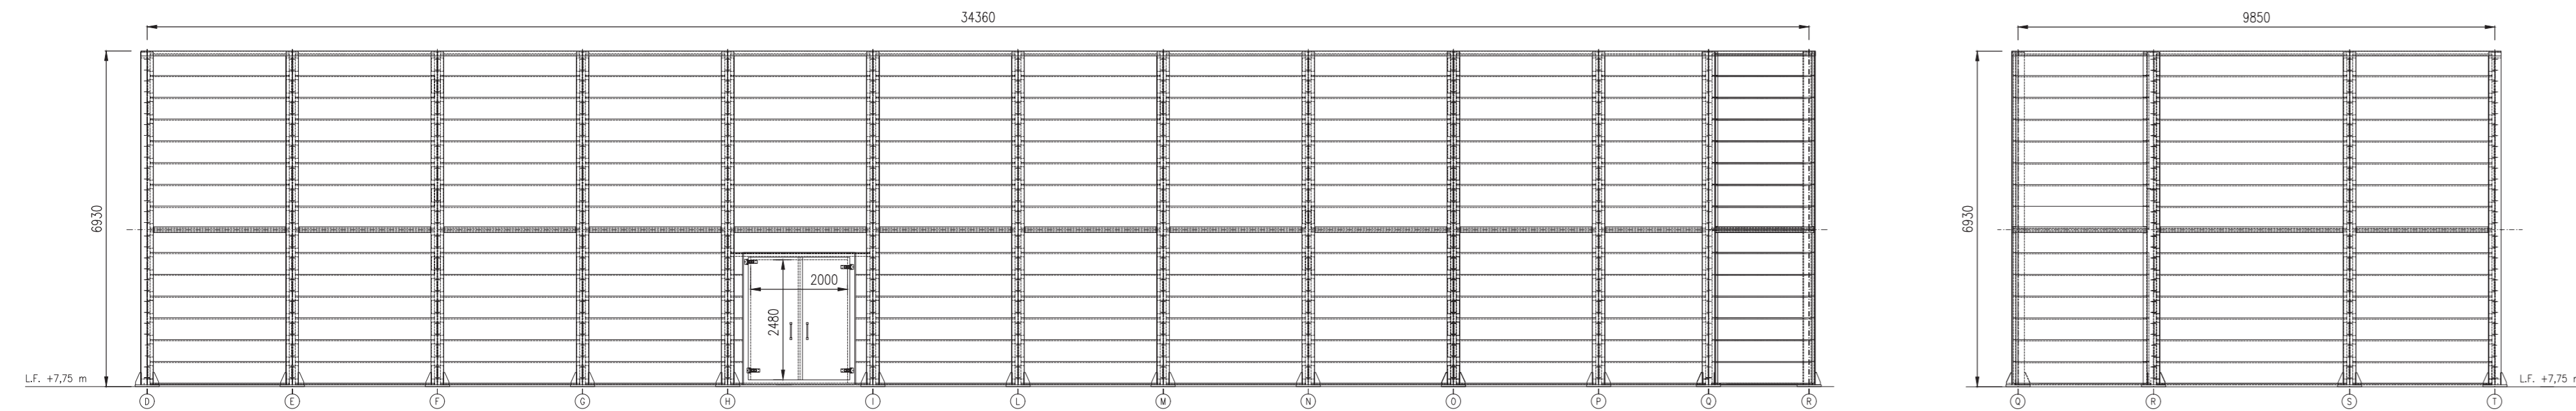 34360
9850
6930
6930
2000
2480
L.F. +7,75 m
L.F. +7,75 m
D E F G H I L M N O P Q R
Q R S T